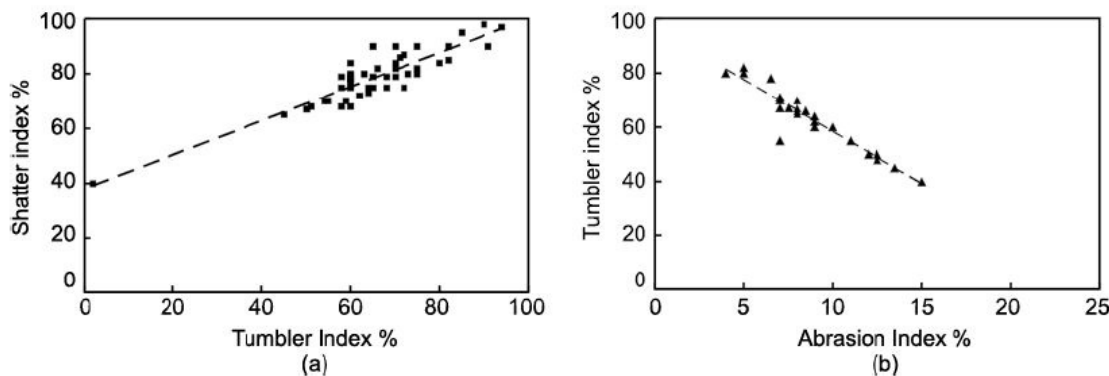 100
80
60
40
20
0
Shatter index %
0 20 40 60 80 100
Tumbler Index %
(a)
100
80
60
40
20
0
Tumbler index %
0 5 10 15 20 25
Abrasion Index %
(b)